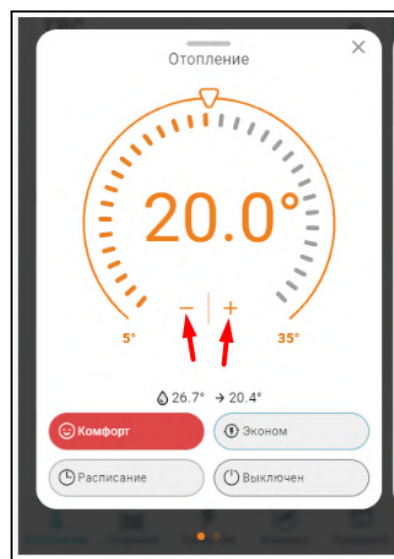 Отопление
20.0°
− | +
5° 35°
26.7° → 20.4°
Комфорт Эконом
Расписание Выключен